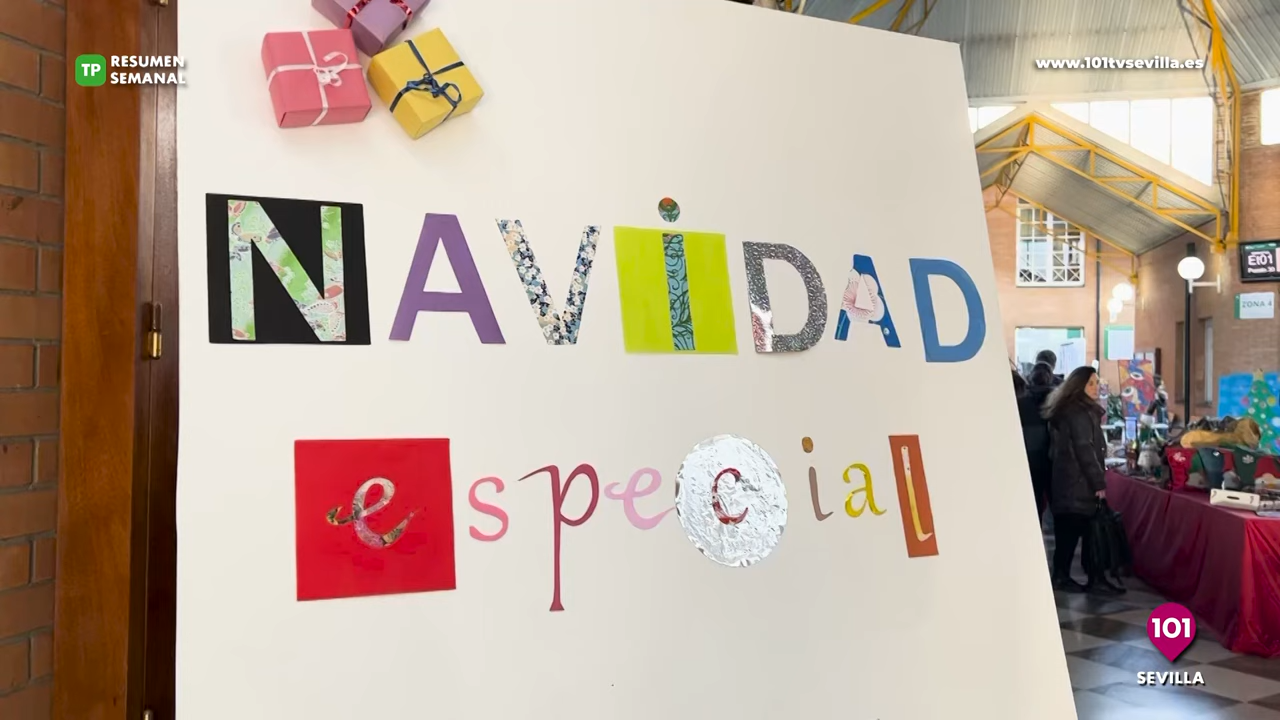 TP
RESUMEN
SEMANAL
www.101tvsevilla.es
NAViDAD
especial
ZONA 4
101
SEVILLA